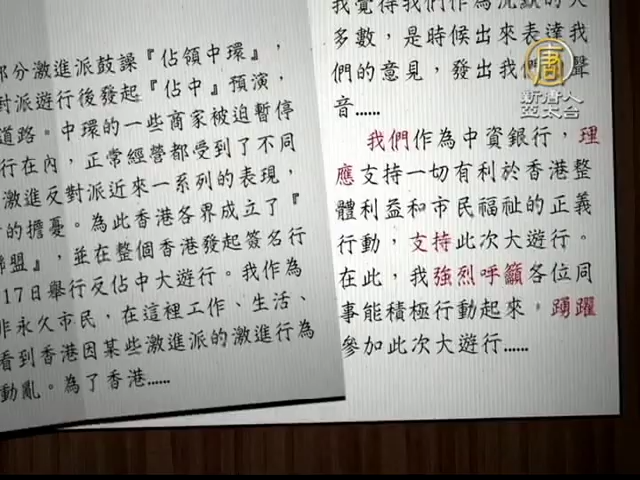 部分激進派鼓譟『佔領中環』，
對派遊行後發起『佔中』預演，
道路。中環的一些商家被迫暫停
行在內，正常經營都受到了不同
激進反對派近來一系列的表現，
的擔憂。為此香港各界成立了『
聯盟』，並在整個香港發起簽名行
17日舉行反佔中大遊行。我作為
非永久市民，在這裡工作、生活、
看到香港因某些激進派的激進行為
動亂。為了香港……
我覺得我們作為沉默的大
多數，是時候出來表達我
們的意見，發出我們 聲
音……
我們作為中資銀行，理
應支持一切有利於香港整
體利益和市民福祉的正義
行動，支持此次大遊行。
在此，我強烈呼籲各位同
事能積極行動起來，踴躍
參加此次大遊行……
唐
新唐人
亞太台